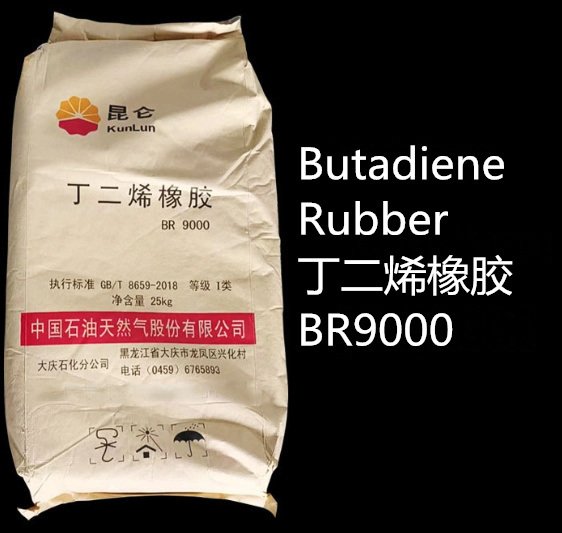 昆仑
KunLun
丁二烯橡胶
BR 9000
执行标准 GB/T 8659-2018 等级 I类
净含量 25kg
中国石油天然气股份有限公司
大庆石化分公司
黑龙江省大庆市龙凤区兴化村
电话（0459）6765893
Butadiene
Rubber
丁二烯橡胶
BR9000